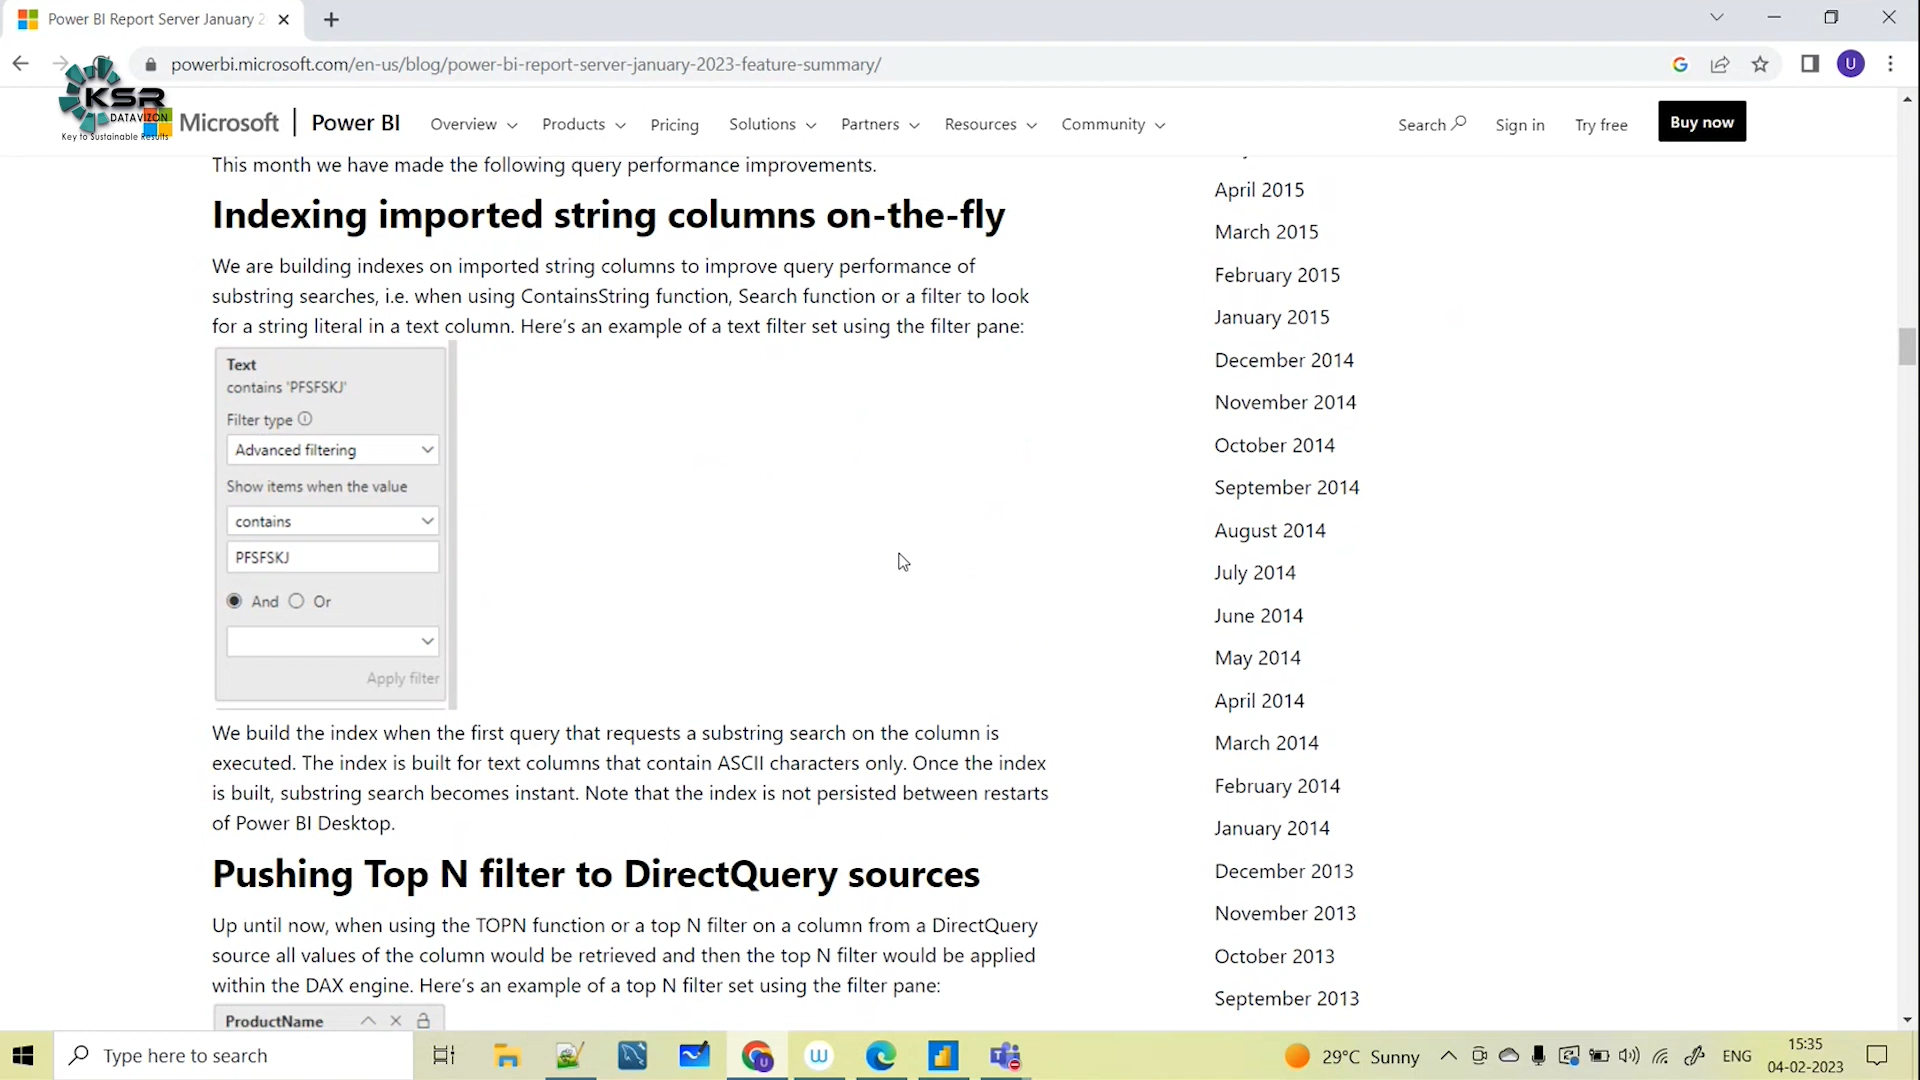 Power BI Report Server January 2
powerbi.microsoft.com/en-us/blog/power-bi-report-server-january-2023-feature-summary/
U
KSR
DATAVIZON
Key to Sustainable Results
Microsoft
Power BI
Overview
Products
Pricing
Solutions
Partners
Resources
Community
Search
Sign in
Try free
Buy now
This month we have made the following query performance improvements.
Indexing imported string columns on-the-fly
We are building indexes on imported string columns to improve query performance of
substring searches, i.e. when using ContainsString function, Search function or a filter to look
for a string literal in a text column. Here's an example of a text filter set using the filter pane:
Text
contains 'PFSFSKJ'
Filter type
Advanced filtering
Show items when the value
contains
PFSFSKJ
And
Or
Apply filter
We build the index when the first query that requests a substring search on the column is
executed. The index is built for text columns that contain ASCII characters only. Once the index
is built, substring search becomes instant. Note that the index is not persisted between restarts
of Power BI Desktop.
Pushing Top N filter to DirectQuery sources
Up until now, when using the TOPN function or a top N filter on a column from a DirectQuery
source all values of the column would be retrieved and then the top N filter would be applied
within the DAX engine. Here's an example of a top N filter set using the filter pane:
ProductName
April 2015
March 2015
February 2015
January 2015
December 2014
November 2014
October 2014
September 2014
August 2014
July 2014
June 2014
May 2014
April 2014
March 2014
February 2014
January 2014
December 2013
November 2013
October 2013
September 2013
Type here to search
29°C Sunny
ENG
15:35
04-02-2023